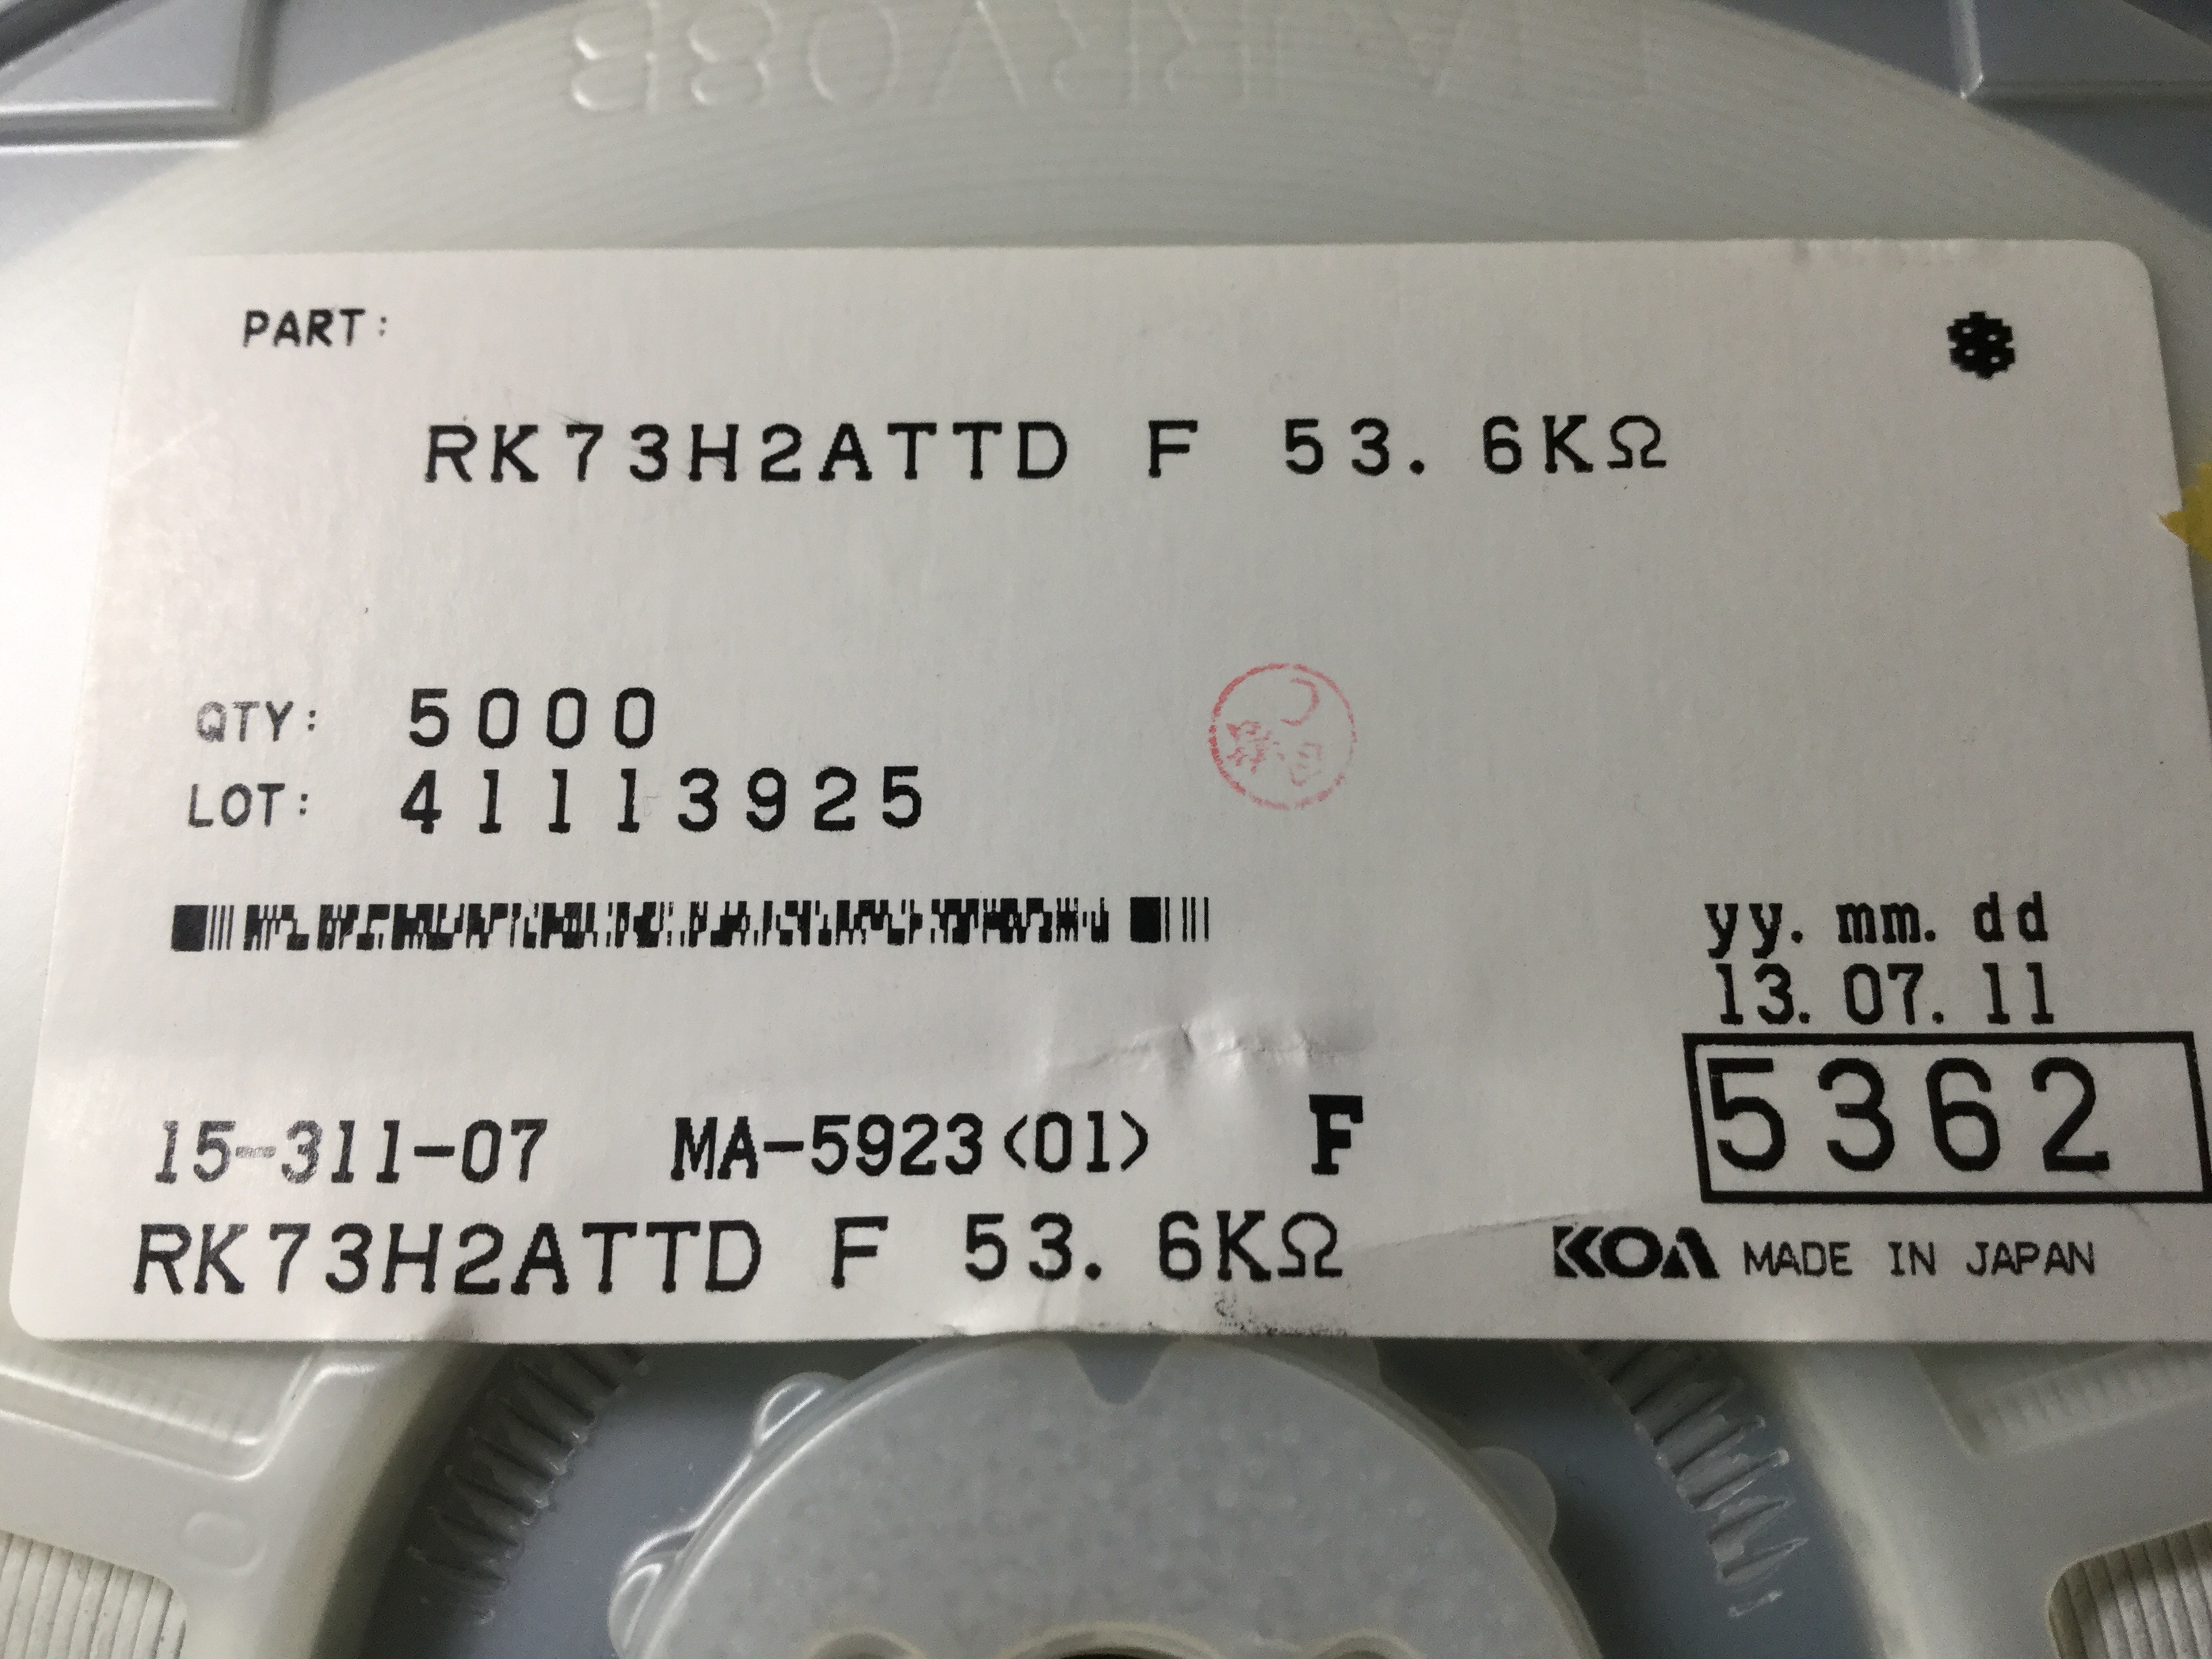 PART:
RK73H2ATTD F 53.6KΩ
QTY: 5000
LOT: 41113925
yy.mm.dd
13.07.11
5362
15-311-07 MA-5923<01> F
RK73H2ATTD F 53.6KΩ
KOA MADE IN JAPAN